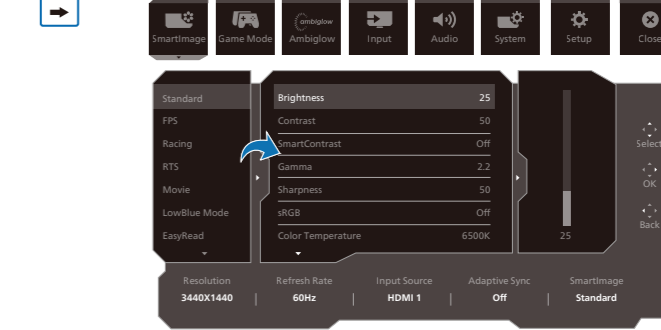 ambiglow
SmartImage Game Mode Ambiglow Input Audio System Setup Close
Standard Brightness 25
FPS Contrast 50
Racing SmartContrast Off
Select
RTS Gamma 2.2
OK
Movie Sharpness 50
LowBlue Mode sRGB Off
Back
EasyRead Color Temperature 6500K 25
Resolution Refresh Rate Input Source Adaptive Sync SmartImage
3440X1440 | 60Hz | HDMI 1 | Off | Standard